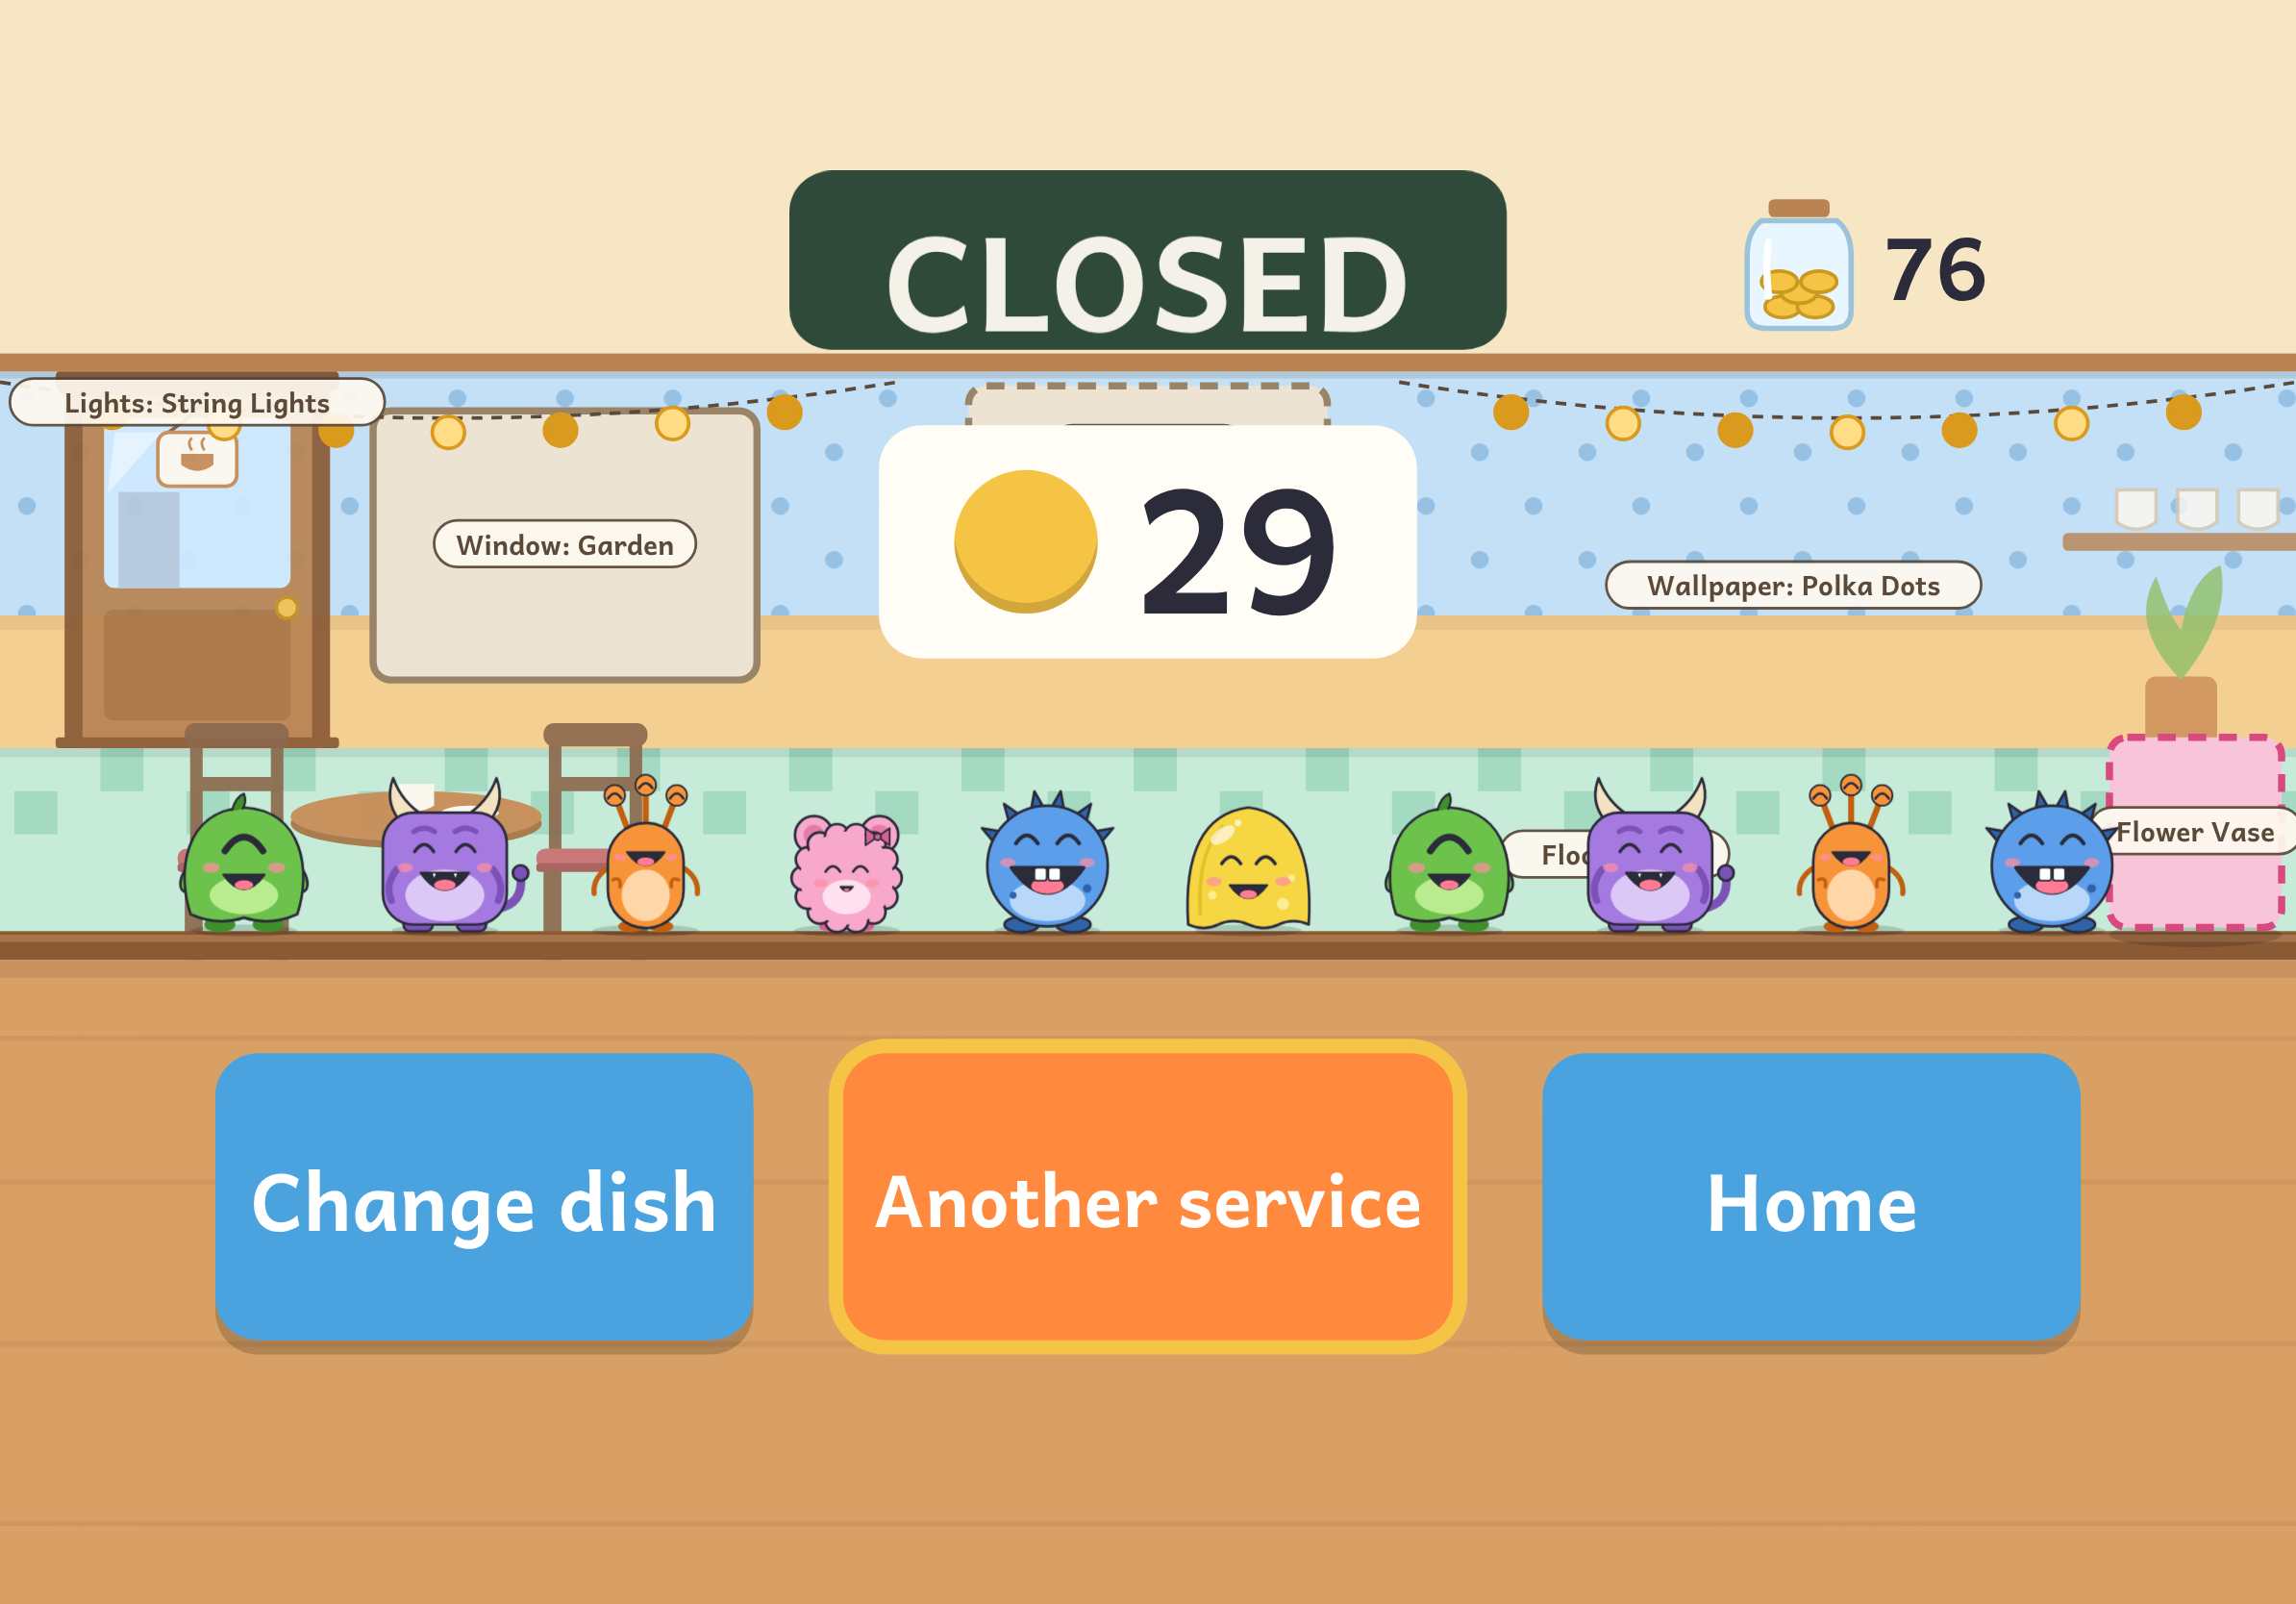 CLOSED
76
Lights: String Lights
29
Window: Garden
Wallpaper: Polka Dots
Flower Vase
Change dish
Another service
Home